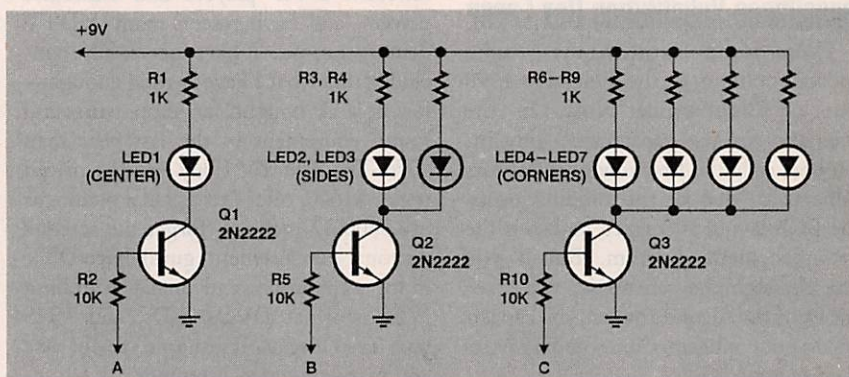 +9V
R1
1K
R3, R4
1K
R6–R9
1K
LED1
(CENTER)
LED2, LED3
(SIDES)
LED4–LED7
(CORNERS)
Q1
2N2222
Q2
2N2222
Q3
2N2222
R2
10K
R5
10K
R10
10K
A
B
C